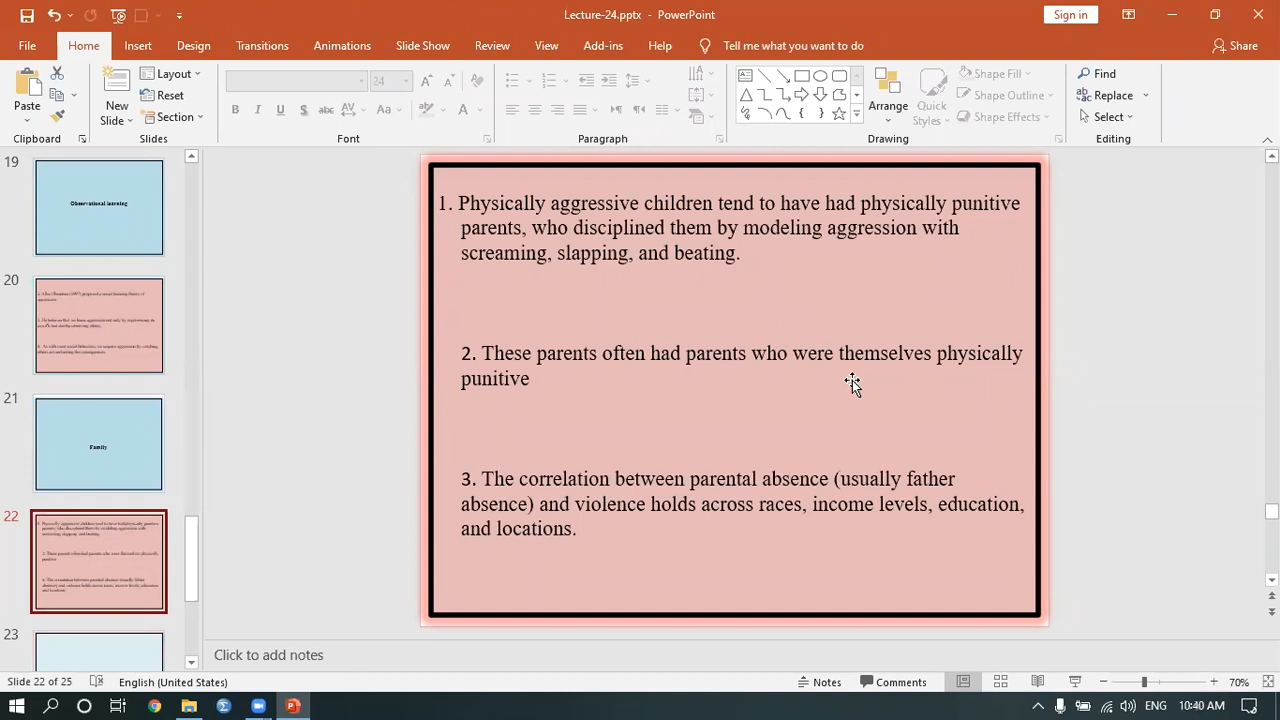 Lecture-24.pptx - PowerPoint
Sign in
File Home Insert Design Transitions Animations Slide Show Review View Add-ins Help Tell me what you want to do Share
Paste
Clipboard
New Slide
Layout
Reset
Section
Slides
24
B I U S abc AV Aa A
Font
Paragraph
Arrange
Quick Styles
Shape Fill
Shape Outline
Shape Effects
Drawing
Find
Replace
Select
Editing
19
Observational learning
20
21
Family
22
23
1. Physically aggressive children tend to have had physically punitive
parents, who disciplined them by modeling aggression with
screaming, slapping, and beating.
2. These parents often had parents who were themselves physically
punitive
3. The correlation between parental absence (usually father
absence) and violence holds across races, income levels, education,
and locations.
Click to add notes
Slide 22 of 25 English (United States) Notes Comments 70%
ENG 10:40 AM